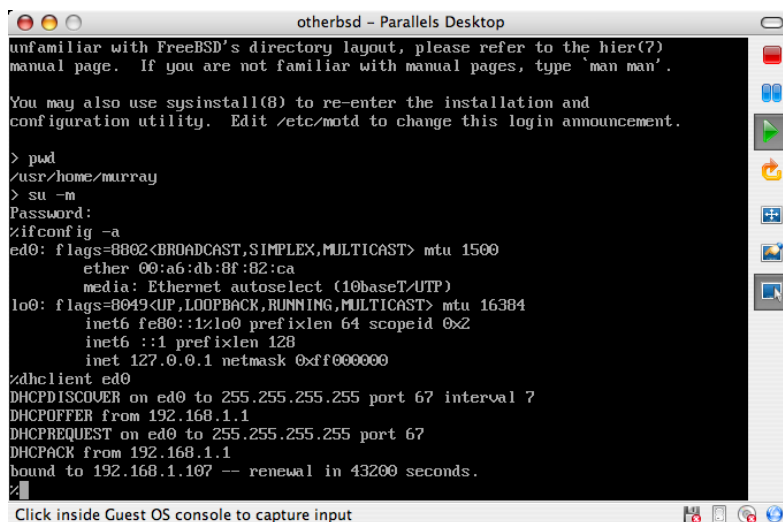 otherbsd – Parallels Desktop
unfamiliar with FreeBSD's directory layout, please refer to the hier(7)
manual page.  If you are not familiar with manual pages, type `man man'.
You may also use sysinstall(8) to re-enter the installation and
configuration utility.  Edit /etc/motd to change this login announcement.
> pwd
/usr/home/murray
> su -m
Password:
%ifconfig -a
ed0: flags=8802<BROADCAST,SIMPLEX,MULTICAST> mtu 1500
ether 00:a6:db:8f:82:ca
media: Ethernet autoselect (10baseT/UTP)
lo0: flags=8049<UP,LOOPBACK,RUNNING,MULTICAST> mtu 16384
inet6 fe80::1%lo0 prefixlen 64 scopeid 0x2
inet6 ::1 prefixlen 128
inet 127.0.0.1 netmask 0xff000000
%dhclient ed0
DHCPDISCOVER on ed0 to 255.255.255.255 port 67 interval 7
DHCPOFFER from 192.168.1.1
DHCPREQUEST on ed0 to 255.255.255.255 port 67
DHCPACK from 192.168.1.1
bound to 192.168.1.107 -- renewal in 43200 seconds.
%
Click inside Guest OS console to capture input